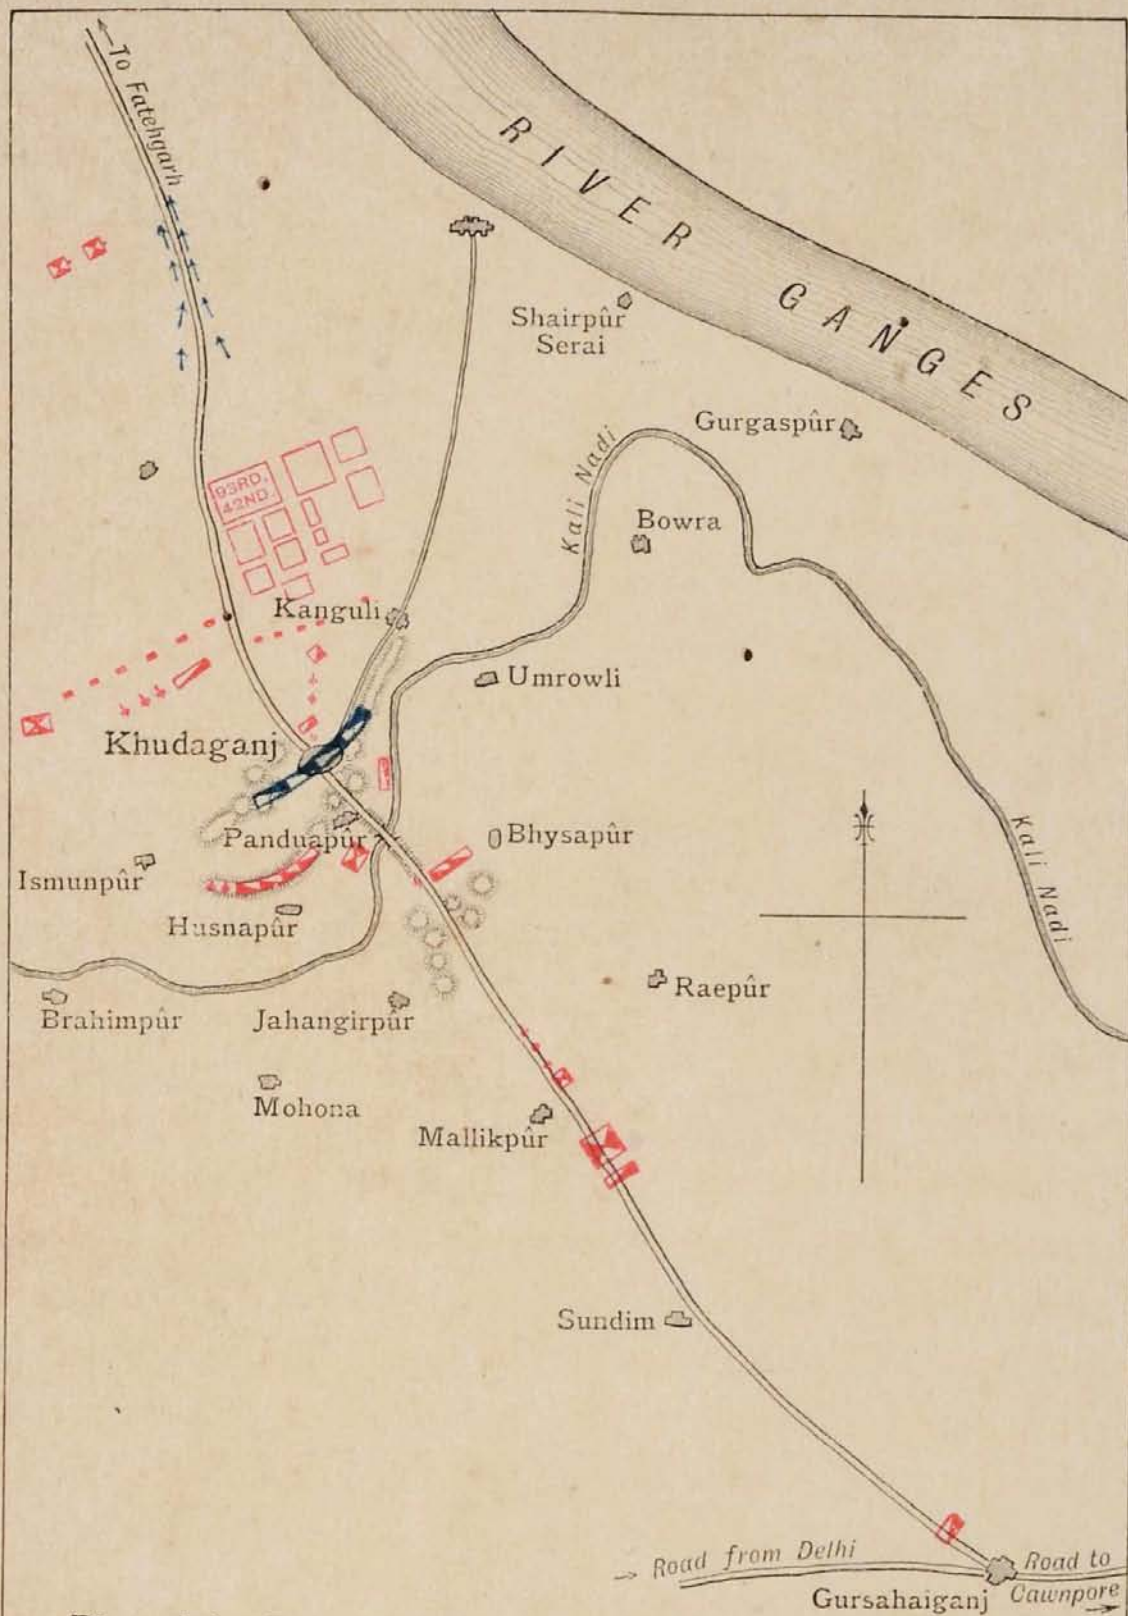 To Fatehgarh
RIVER GANGES
Shairpûr
Serai
Gurgaspûr
Kali Nadi
Bowra
93RD.
42ND.
Kanguli
Umrowli
Khudaganj
Panduapûr
Bhysapûr
Kali Nadi
Ismunpûr
Husnapûr
Raepûr
Brahimpûr
Jahangirpûr
Mohona
Mallikpûr
Sundim
Road from Delhi
Road to
Cawnpore
Gursahaiganj